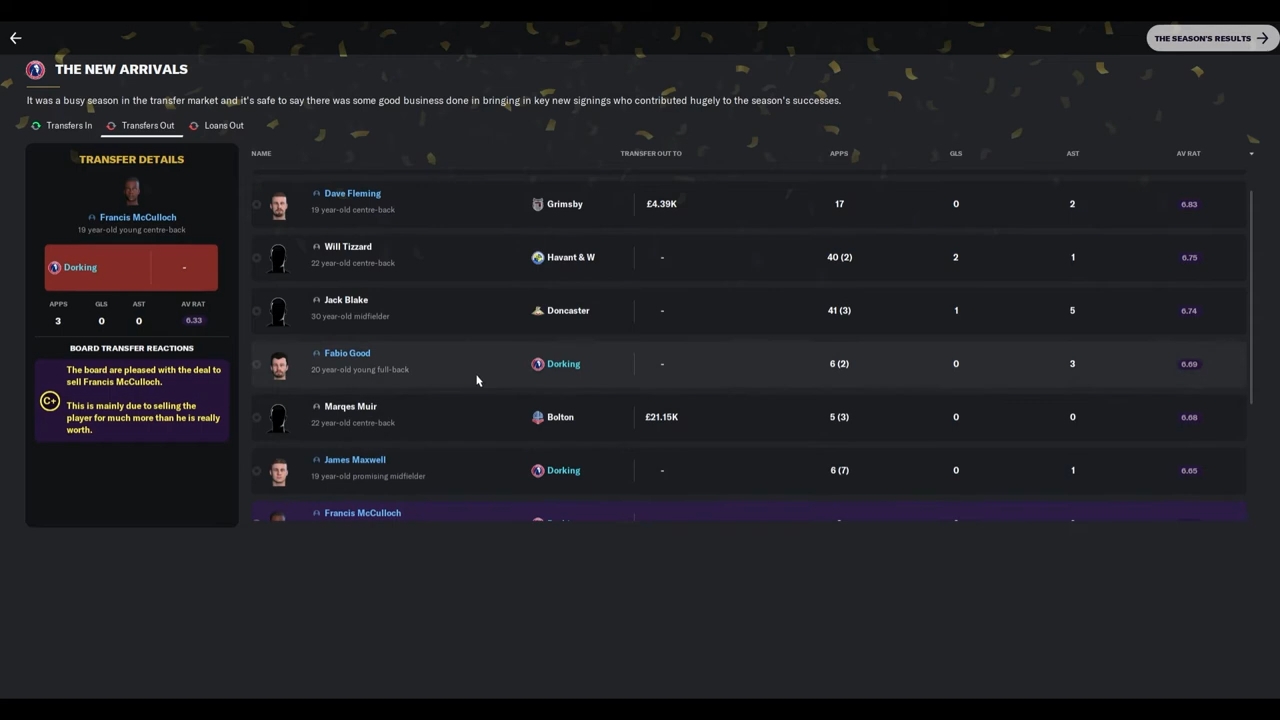 THE SEASON'S RESULTS
THE NEW ARRIVALS
It was a busy season in the transfer market and it's safe to say there was some good business done in bringing in key new signings who contributed hugely to the season's successes.
Transfers In Transfers Out Loans Out
TRANSFER DETAILS
Francis McCulloch
19 year-old young centre-back
Dorking -
APPS GLS AST AV RAT
3 0 0 6.33
BOARD TRANSFER REACTIONS
C+
The board are pleased with the deal to
sell Francis McCulloch.
This is mainly due to selling the
player for much more than he is really
worth.
NAME TRANSFER OUT TO APPS GLS AST AV RAT
Dave Fleming
19 year-old centre-back
Grimsby £4.39K 17 0 2 6.83
Will Tizzard
22 year-old centre-back
Havant & W - 40 (2) 2 1 6.75
Jack Blake
30 year-old midfielder
Doncaster - 41 (3) 1 5 6.74
Fabio Good
20 year-old young full-back
Dorking - 6 (2) 0 3 6.69
Marqes Muir
22 year-old centre-back
Bolton £21.15K 5 (3) 0 0 6.68
James Maxwell
19 year-old promising midfielder
Dorking - 6 (7) 0 1 6.65
Francis McCulloch